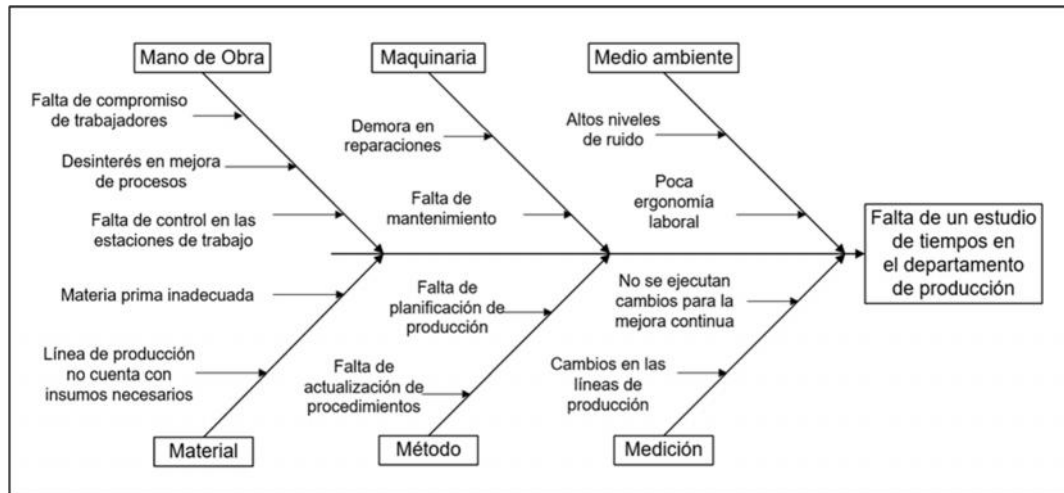 Mano de Obra
Maquinaria
Medio ambiente
Falta de compromiso
de trabajadores
Desinterés en mejora
de procesos
Falta de control en las
estaciones de trabajo
Demora en
reparaciones
Falta de
mantenimiento
Altos niveles
de ruido
Poca
ergonomía
laboral
Falta de un estudio
de tiempos en
el departamento
de producción
Materia prima inadecuada
Línea de producción
no cuenta con
insumos necesarios
Falta de
planificación de
producción
Falta de
actualización de
procedimientos
No se ejecutan
cambios para la
mejora continua
Cambios en las
líneas de
producción
Material
Método
Medición